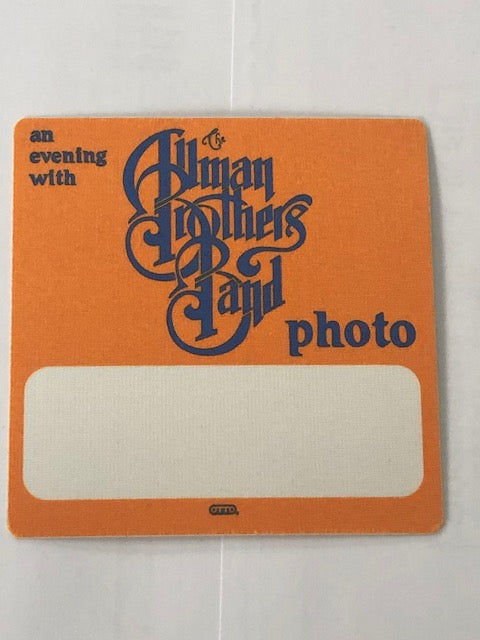 an
evening
with
The
Allman
Brothers
Band
photo
OTTO